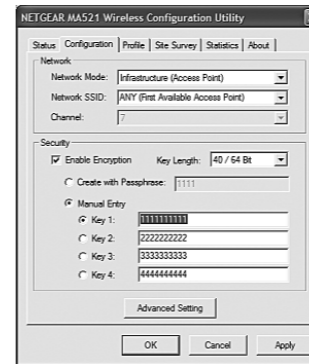 NETGEAR MA521 Wireless Configuration Utility
Status Configuration Profile Site Survey Statistics About
Network
Network Mode: Infrastructure (Access Point)
Network SSID: ANY (First Available Access Point)
Channel: 7
Security
Enable Encryption Key Length: 40 / 64 Bit
Create with Passphrase: 1111
Manual Entry
Key 1: 1111111111
Key 2: 2222222222
Key 3: 3333333333
Key 4: 4444444444
Advanced Setting
OK Cancel Apply